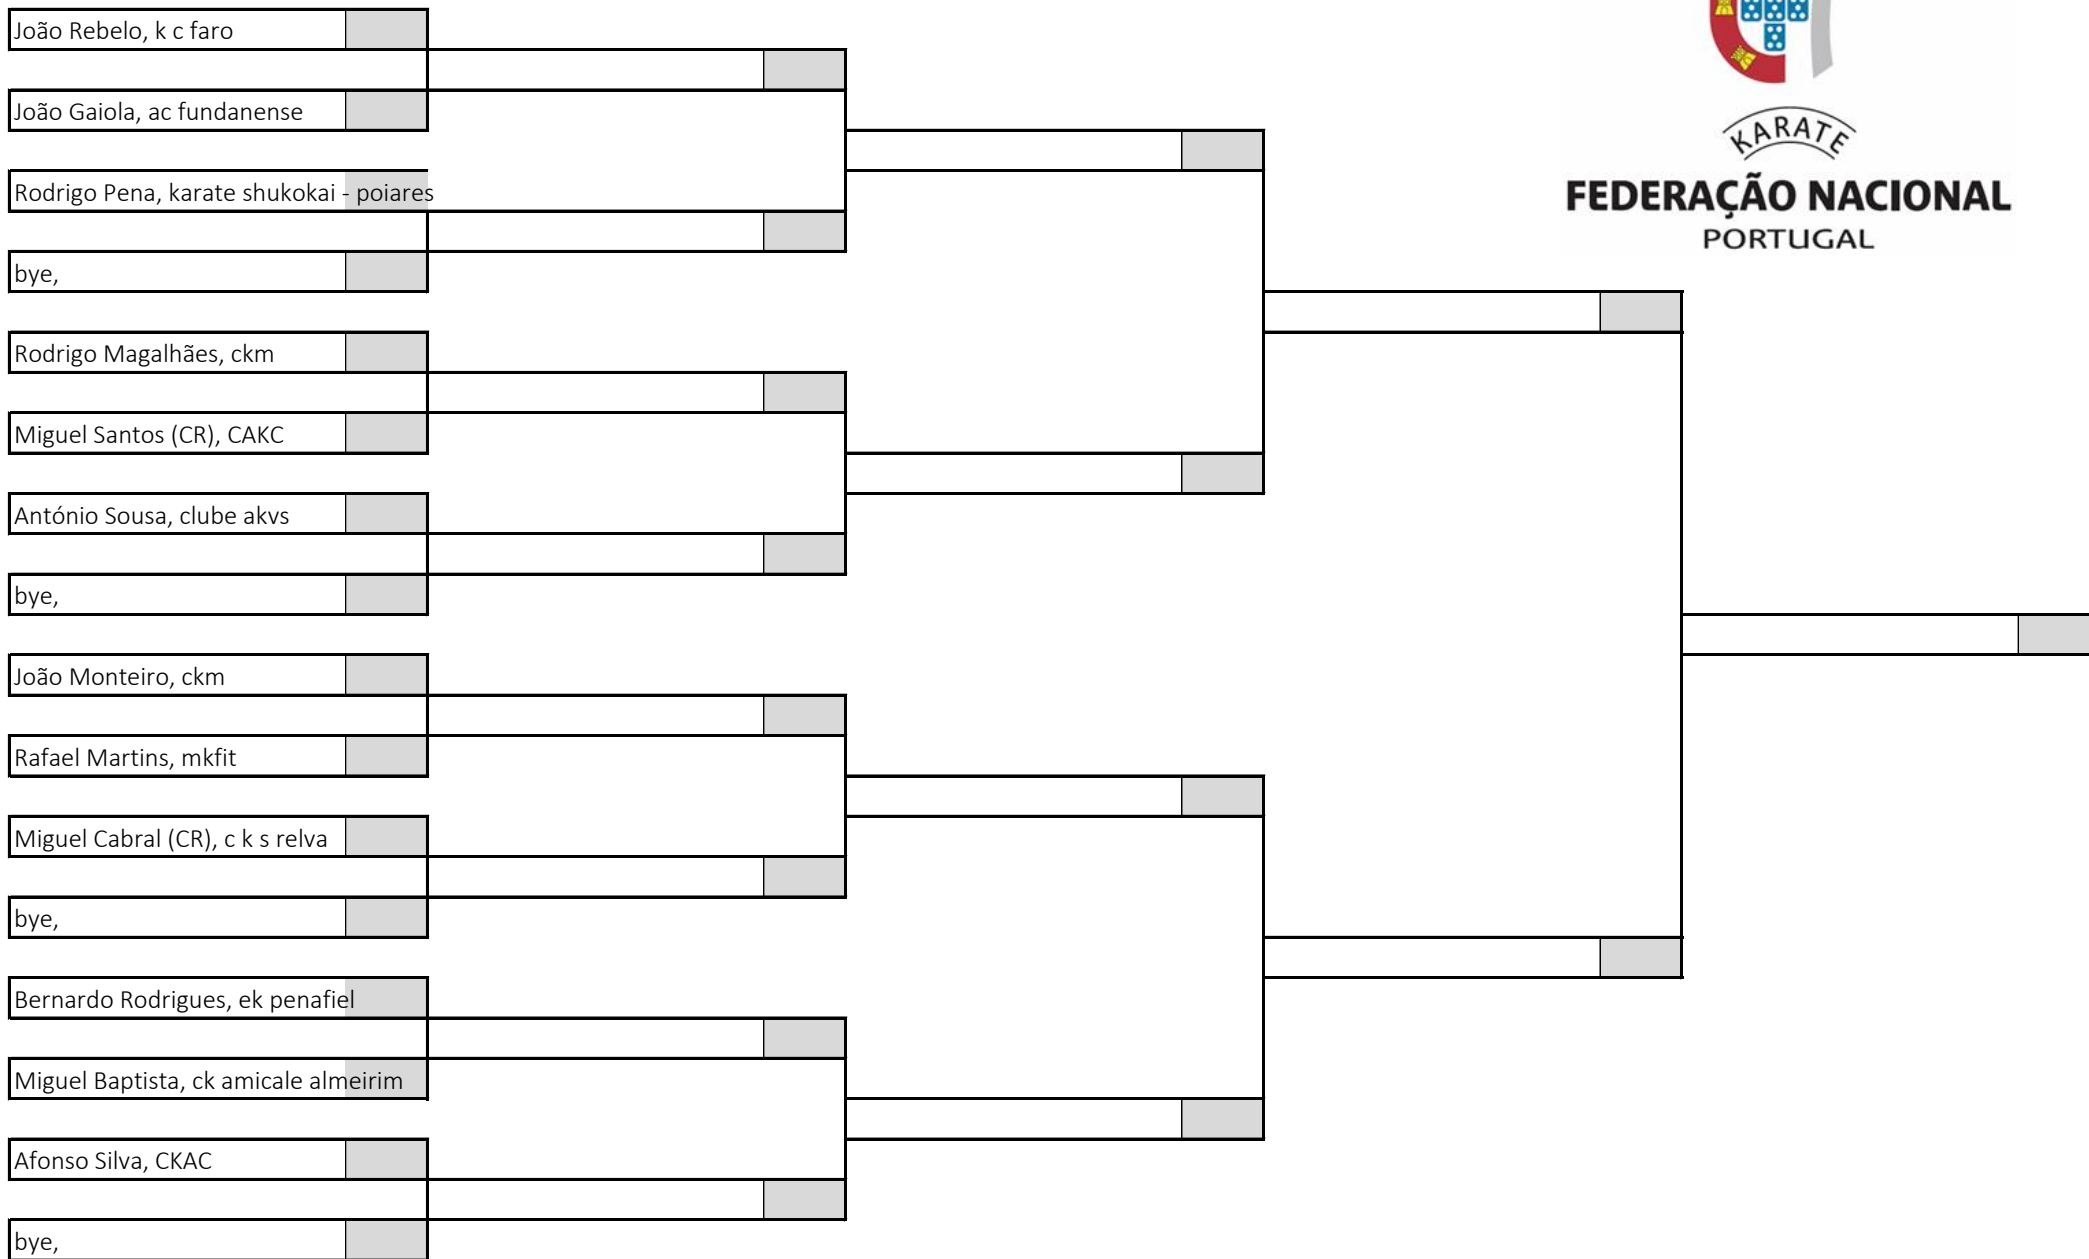 João Rebelo, k c faro
João Gaiola, ac fundanense
Rodrigo Pena, karate shukokai - poiares
bye,
Rodrigo Magalhães, ckm
Miguel Santos (CR), CAKC
António Sousa, clube akvs
bye,
João Monteiro, ckm
Rafael Martins, mkfit
Miguel Cabral (CR), c k s relva
bye,
Bernardo Rodrigues, ek penafiel
Miguel Baptista, ck amicale almeirim
Afonso Silva, CKAC
bye,
KARATE
FEDERAÇÃO NACIONAL
PORTUGAL